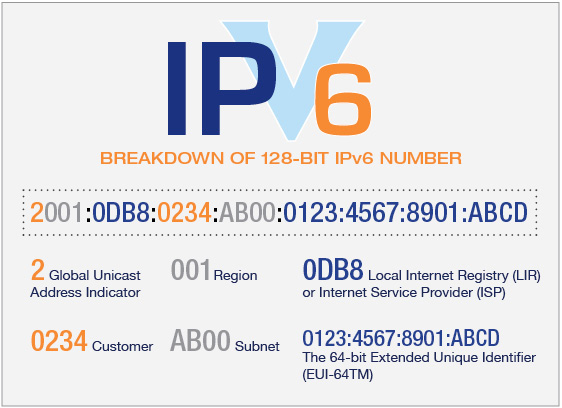 IPV6
BREAKDOWN OF 128-BIT IPv6 NUMBER
2001:0DB8:0234:AB00:0123:4567:8901:ABCD
2 Global Unicast
Address Indicator
001 Region
0DB8 Local Internet Registry (LIR)
or Internet Service Provider (ISP)
0234 Customer
AB00 Subnet
0123:4567:8901:ABCD
The 64-bit Extended Unique Identifier
(EUI-64TM)